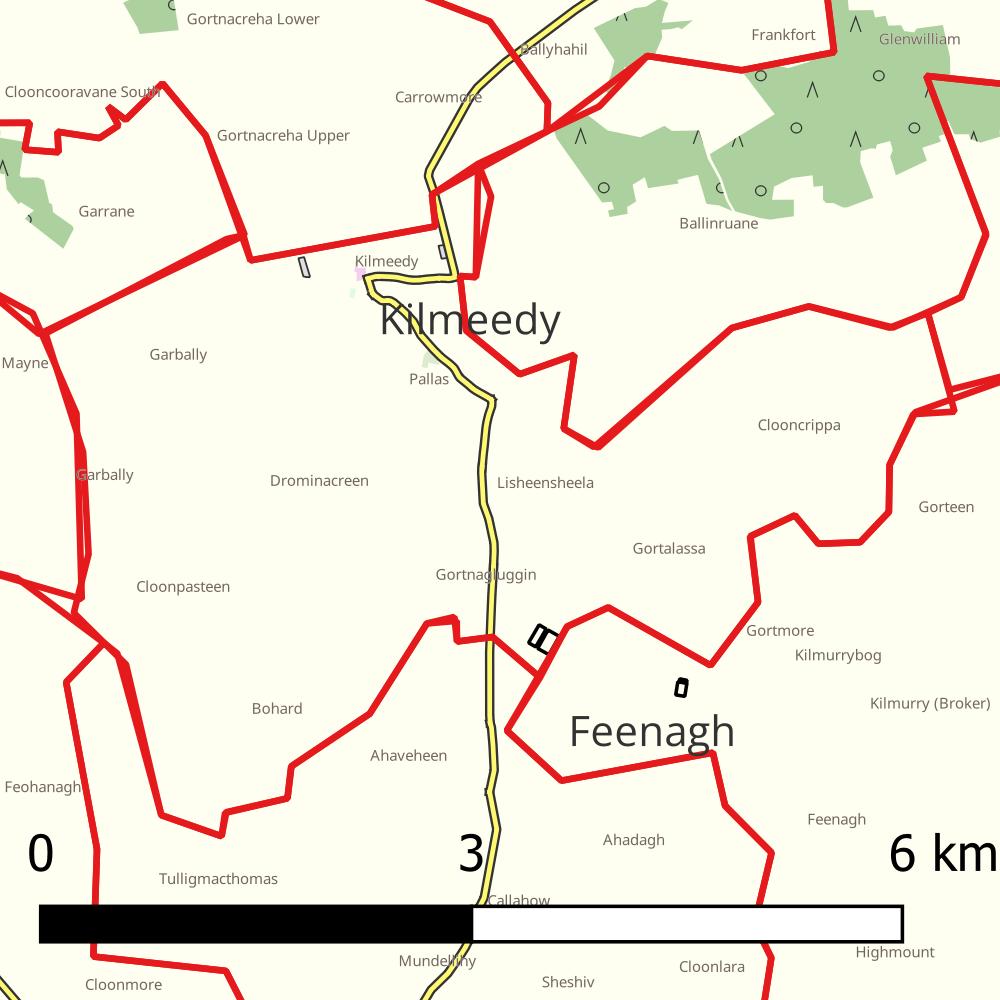 Gortnacreha Lower
Ballyhahil
Frankfort
Glenwilliam
Clooncooravane South
Carrowmore
Gortnacreha Upper
Garrane
Ballinruane
Kilmeedy
Kilmeedy
Garbally
Mayne
Pallas
Clooncrippa
Garbally
Drominacreen
Lisheensheela
Gorteen
Gortalassa
Gortnagluggin
Cloonpasteen
Gortmore
Kilmurrybog
Kilmurry (Broker)
Bohard
Feenagh
Ahaveheen
Feohanagh
Feenagh
Ahadagh
0 3 6 km
Tulligmacthomas
Callahow
Highmount
Mundellihy
Cloonlara
Cloonmore
Sheshiv